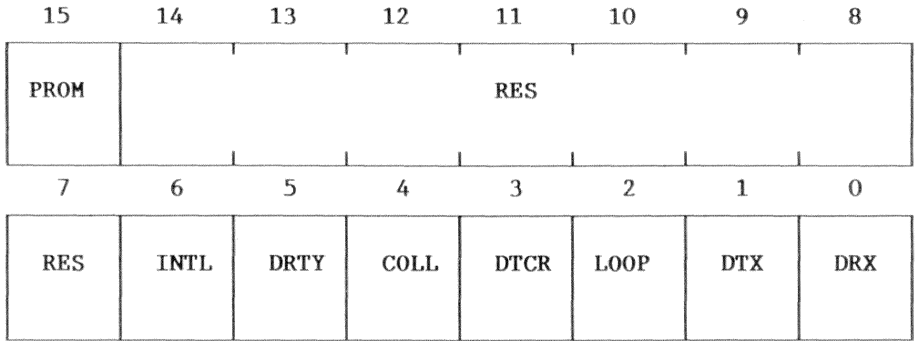 15 14 13 12 11 10 9 8
PROM RES
7 6 5 4 3 2 1 0
RES INTL DRTY COLL DTCR LOOP DTX DRX